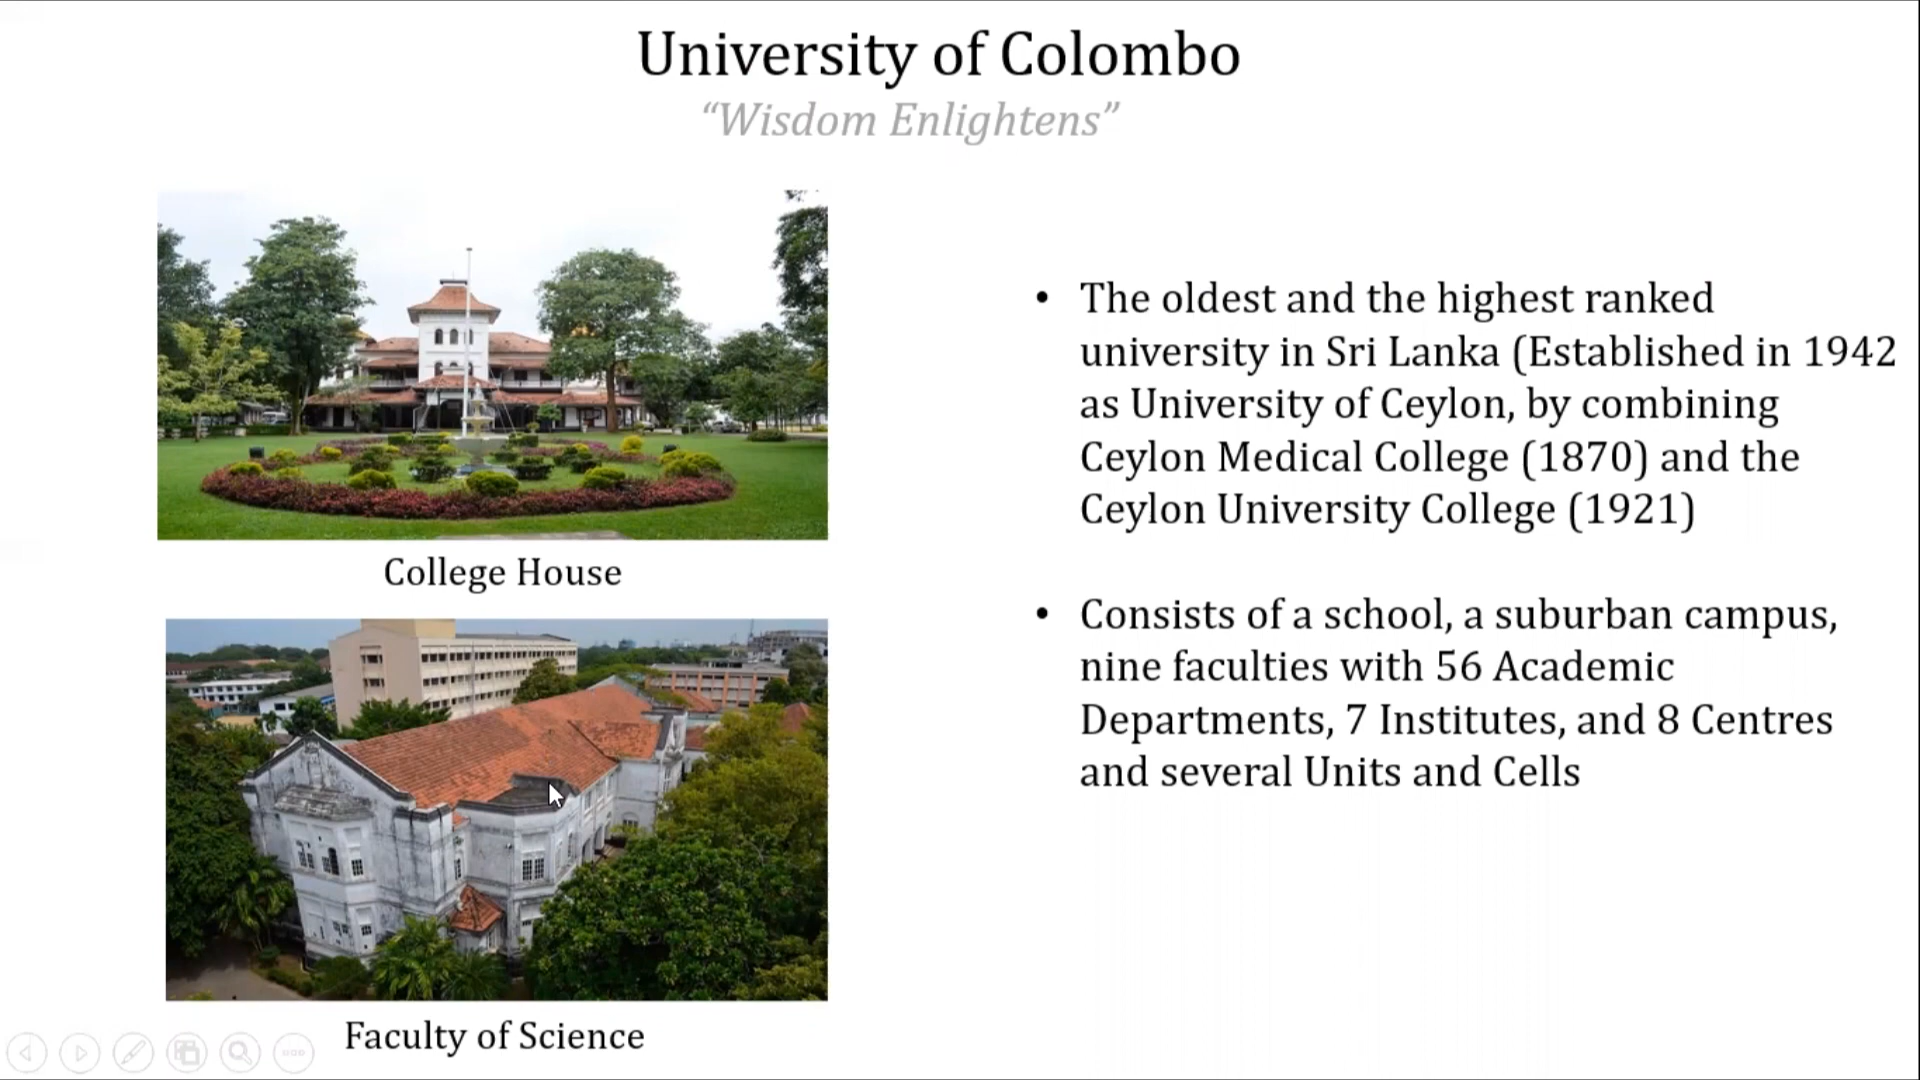 University of Colombo
“Wisdom Enlightens”
College House
Faculty of Science
• The oldest and the highest ranked
university in Sri Lanka (Established in 1942
as University of Ceylon, by combining
Ceylon Medical College (1870) and the
Ceylon University College (1921)
• Consists of a school, a suburban campus,
nine faculties with 56 Academic
Departments, 7 Institutes, and 8 Centres
and several Units and Cells